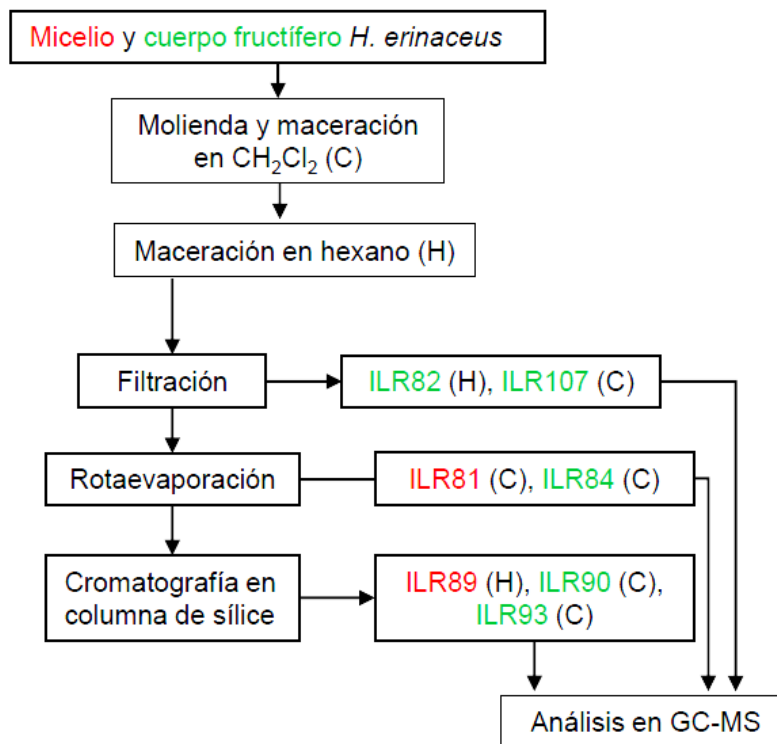 Micelio y cuerpo fructífero H. erinaceus
Molienda y maceración
en CH₂Cl₂ (C)
Maceración en hexano (H)
Filtración
ILR82 (H), ILR107 (C)
Rotaevaporación
ILR81 (C), ILR84 (C)
Cromatografía en
columna de sílice
ILR89 (H), ILR90 (C),
ILR93 (C)
Análisis en GC-MS